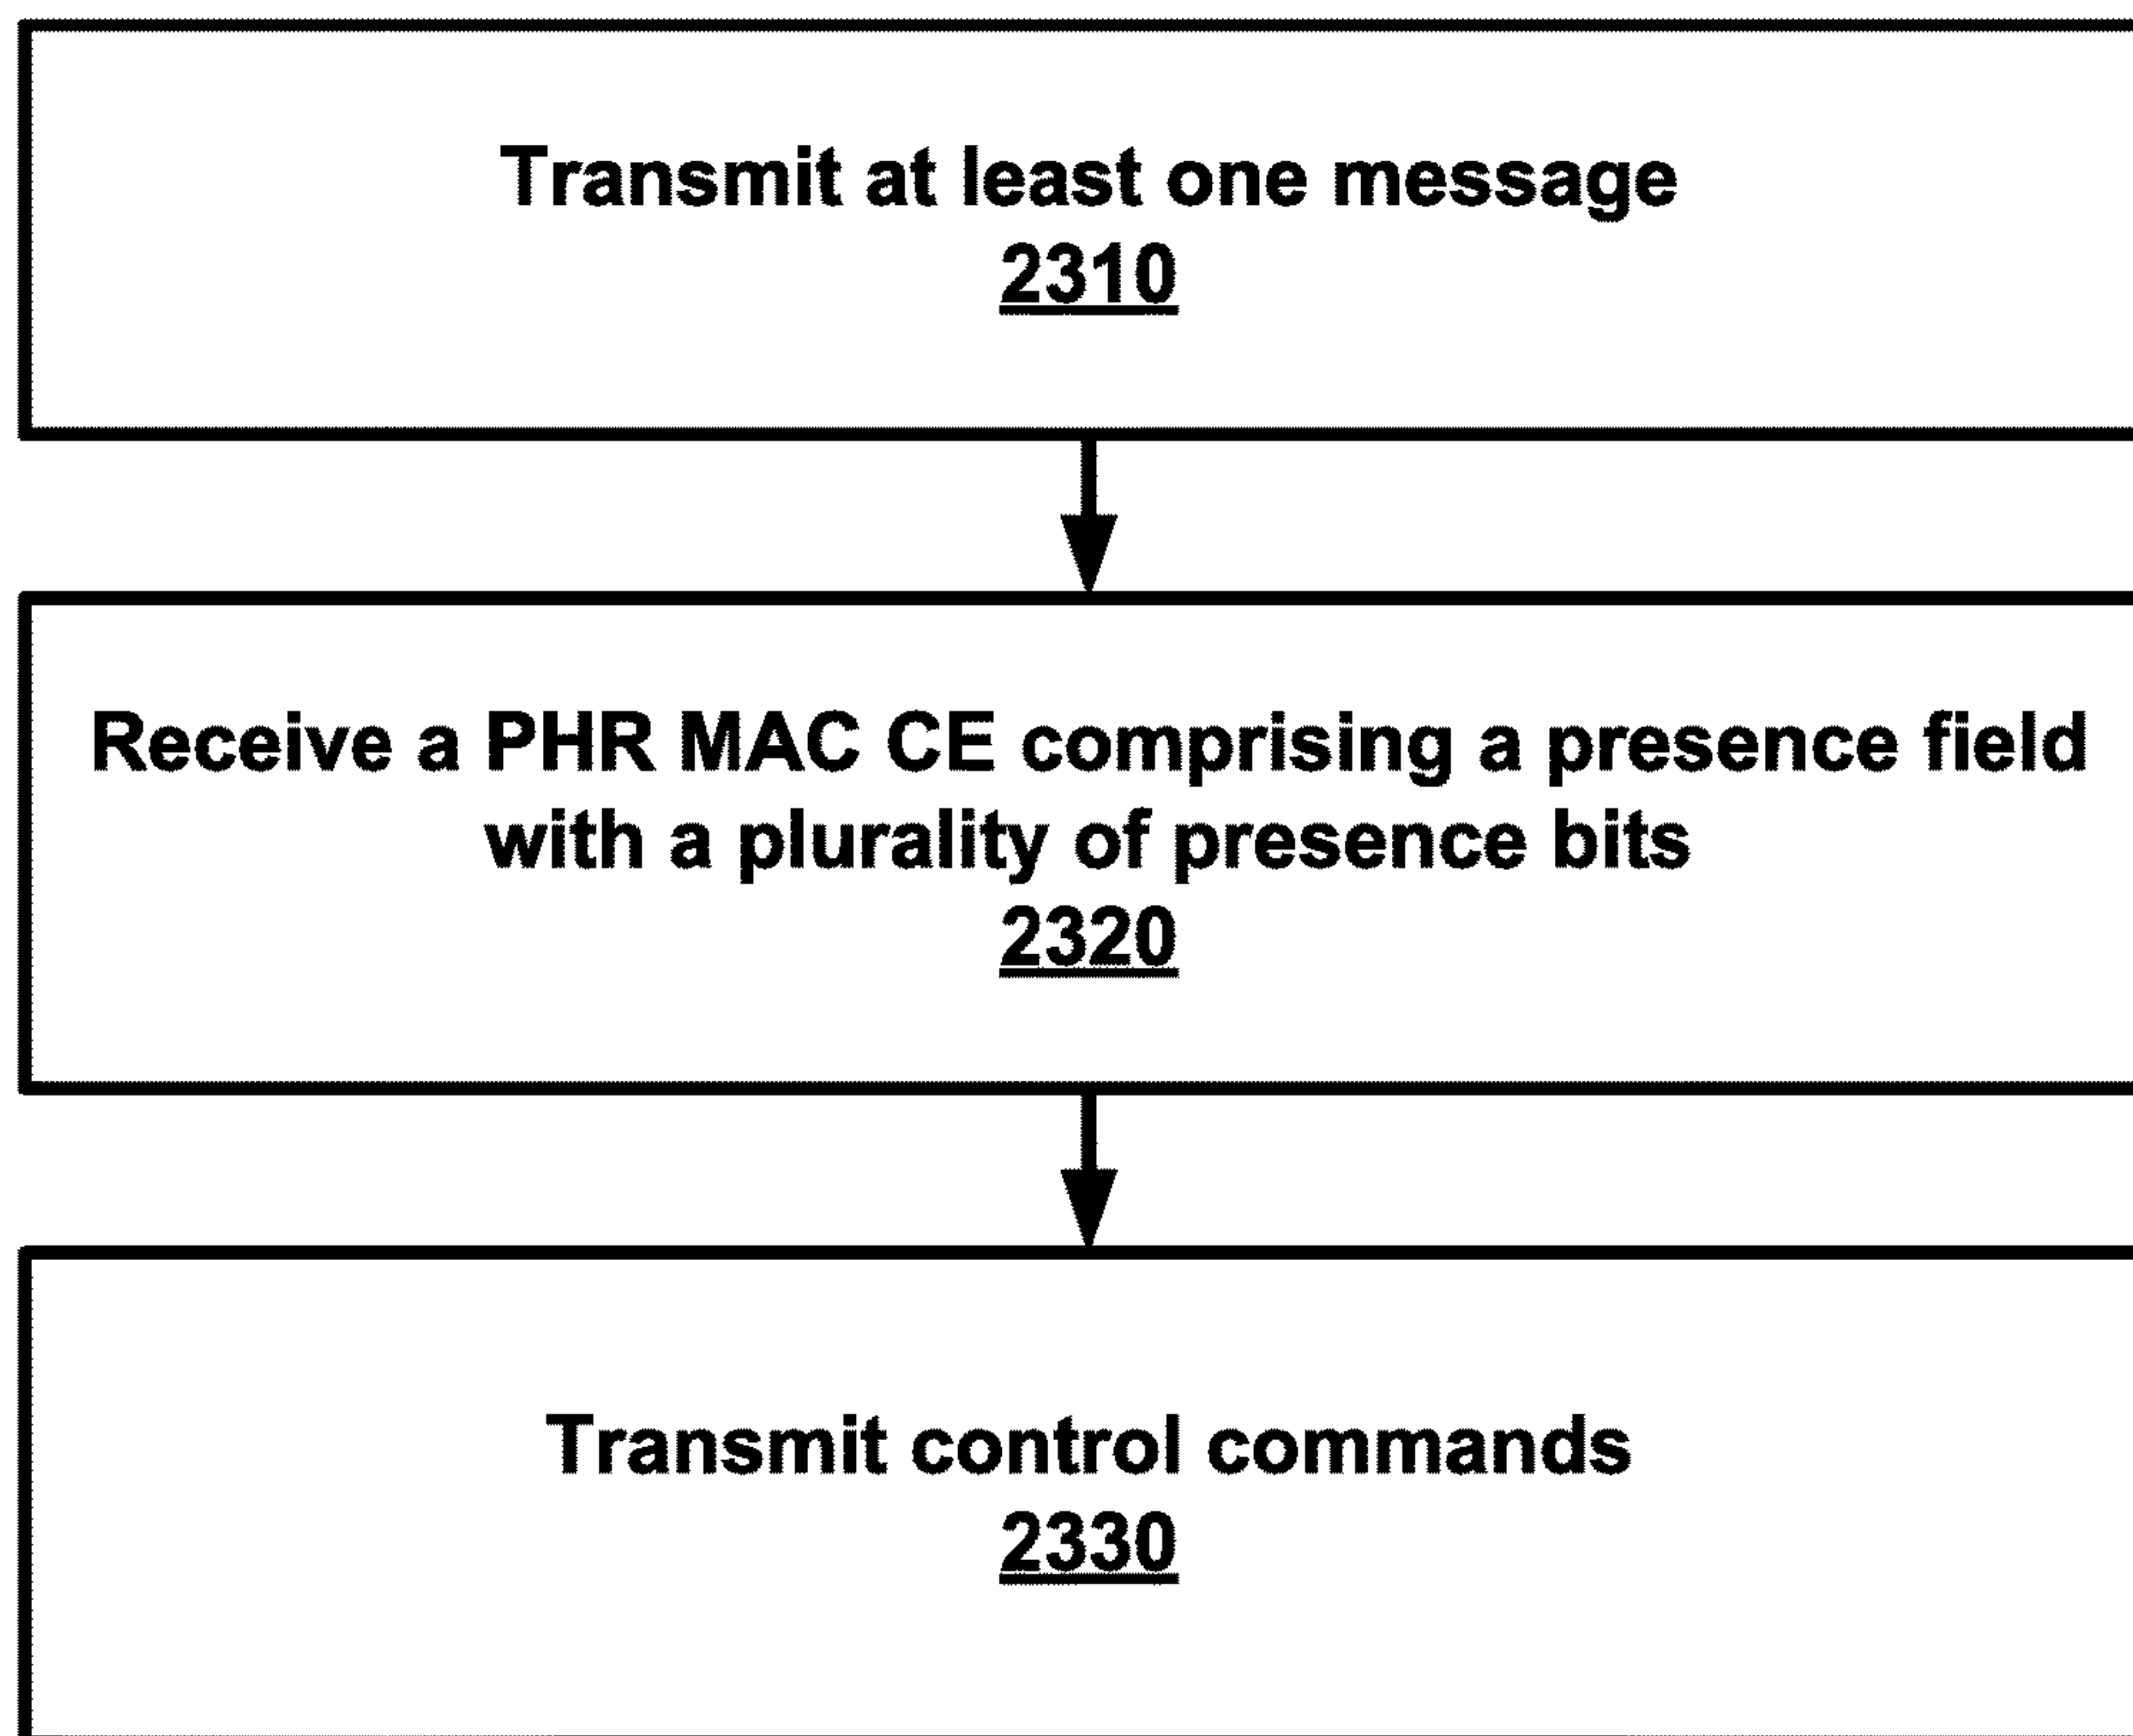 Transmit at least one message
2310
Receive a PHR MAC CE comprising a presence field
with a plurality of presence bits
2320
Transmit control commands
2330